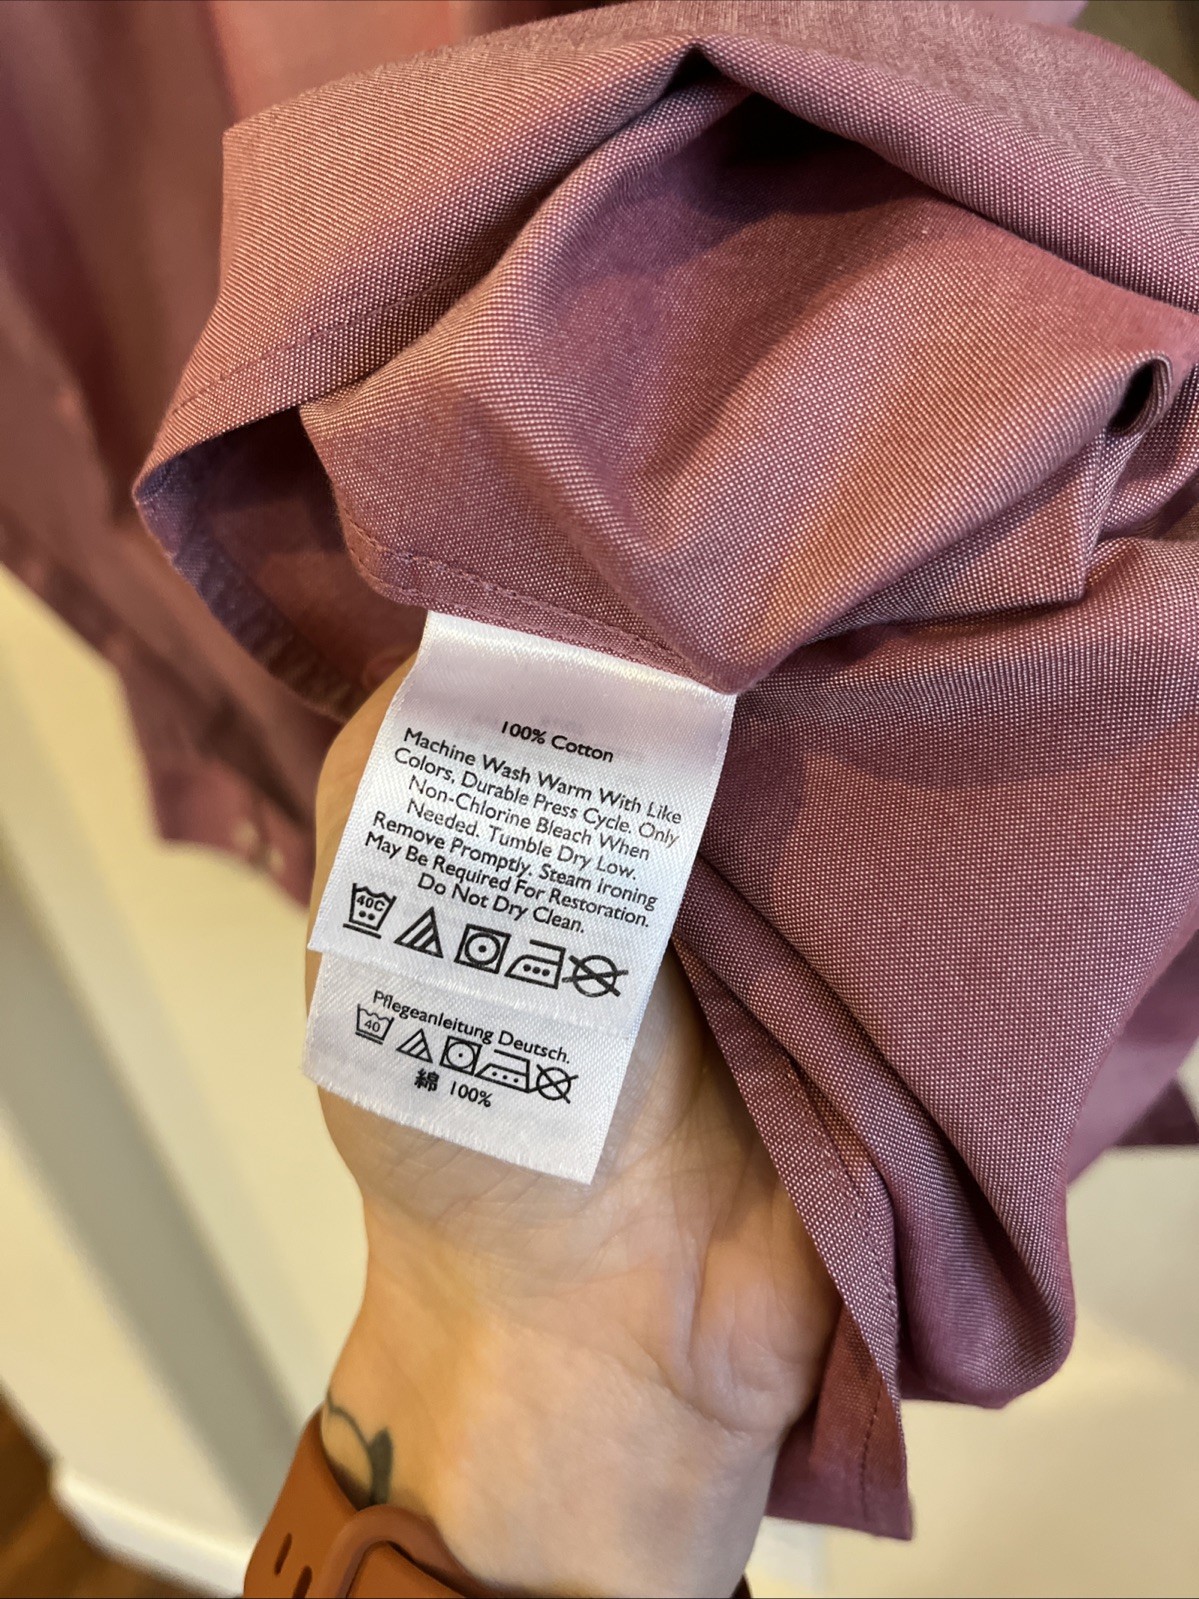 100% Cotton
Machine Wash Warm With Like
Colors, Durable Press Cycle. Only
Non-Chlorine Bleach When
Needed. Tumble Dry Low.
Remove Promptly. Steam Ironing
May Be Required For Restoration.
Do Not Dry Clean.
40C
Pflegeanleitung Deutsch.
40
綿 100%